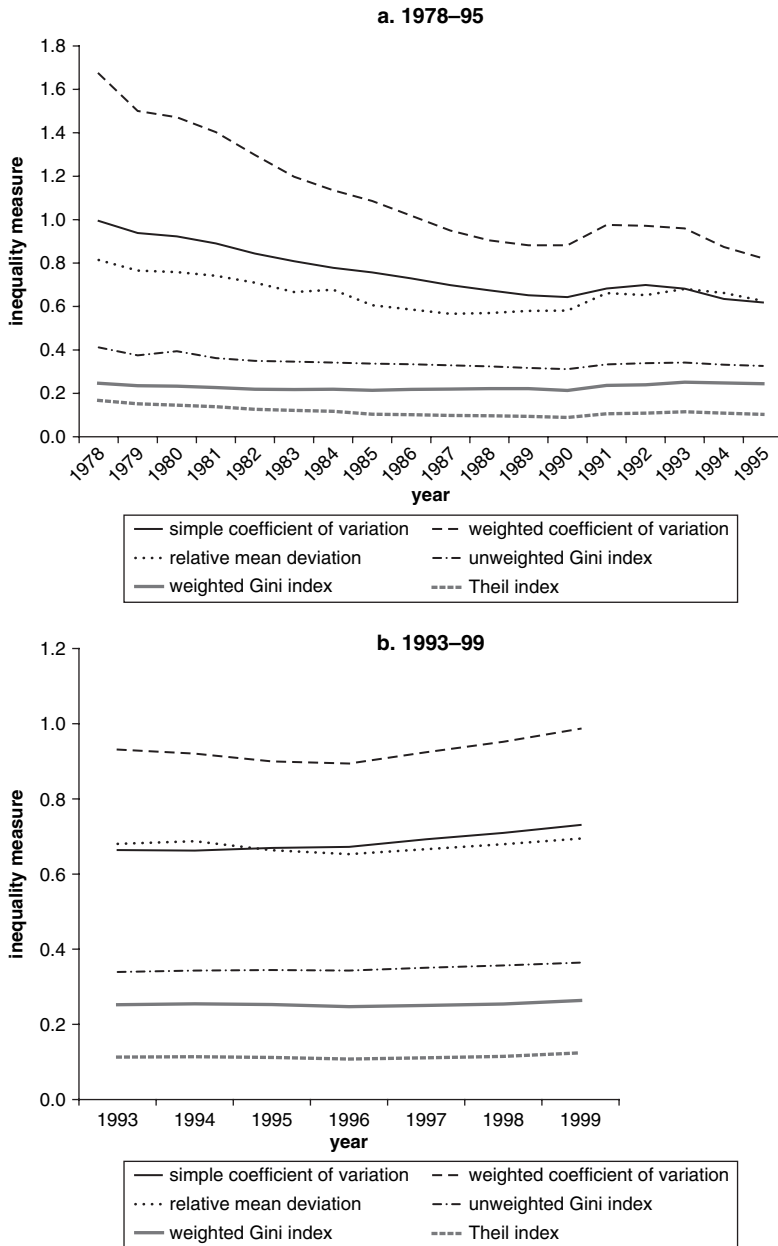 a. 1978–95
1.8
1.6
1.4
1.2
1.0
0.8
0.6
0.4
0.2
0.0
inequality measure
1978 1979 1980 1981 1982 1983 1984 1985 1986 1987 1988 1989 1990 1991 1992 1993 1994 1995
year
simple coefficient of variation weighted coefficient of variation
relative mean deviation unweighted Gini index
weighted Gini index Theil index
b. 1993–99
1.2
1.0
0.8
0.6
0.4
0.2
0.0
inequality measure
1993 1994 1995 1996 1997 1998 1999
year
simple coefficient of variation weighted coefficient of variation
relative mean deviation unweighted Gini index
weighted Gini index Theil index